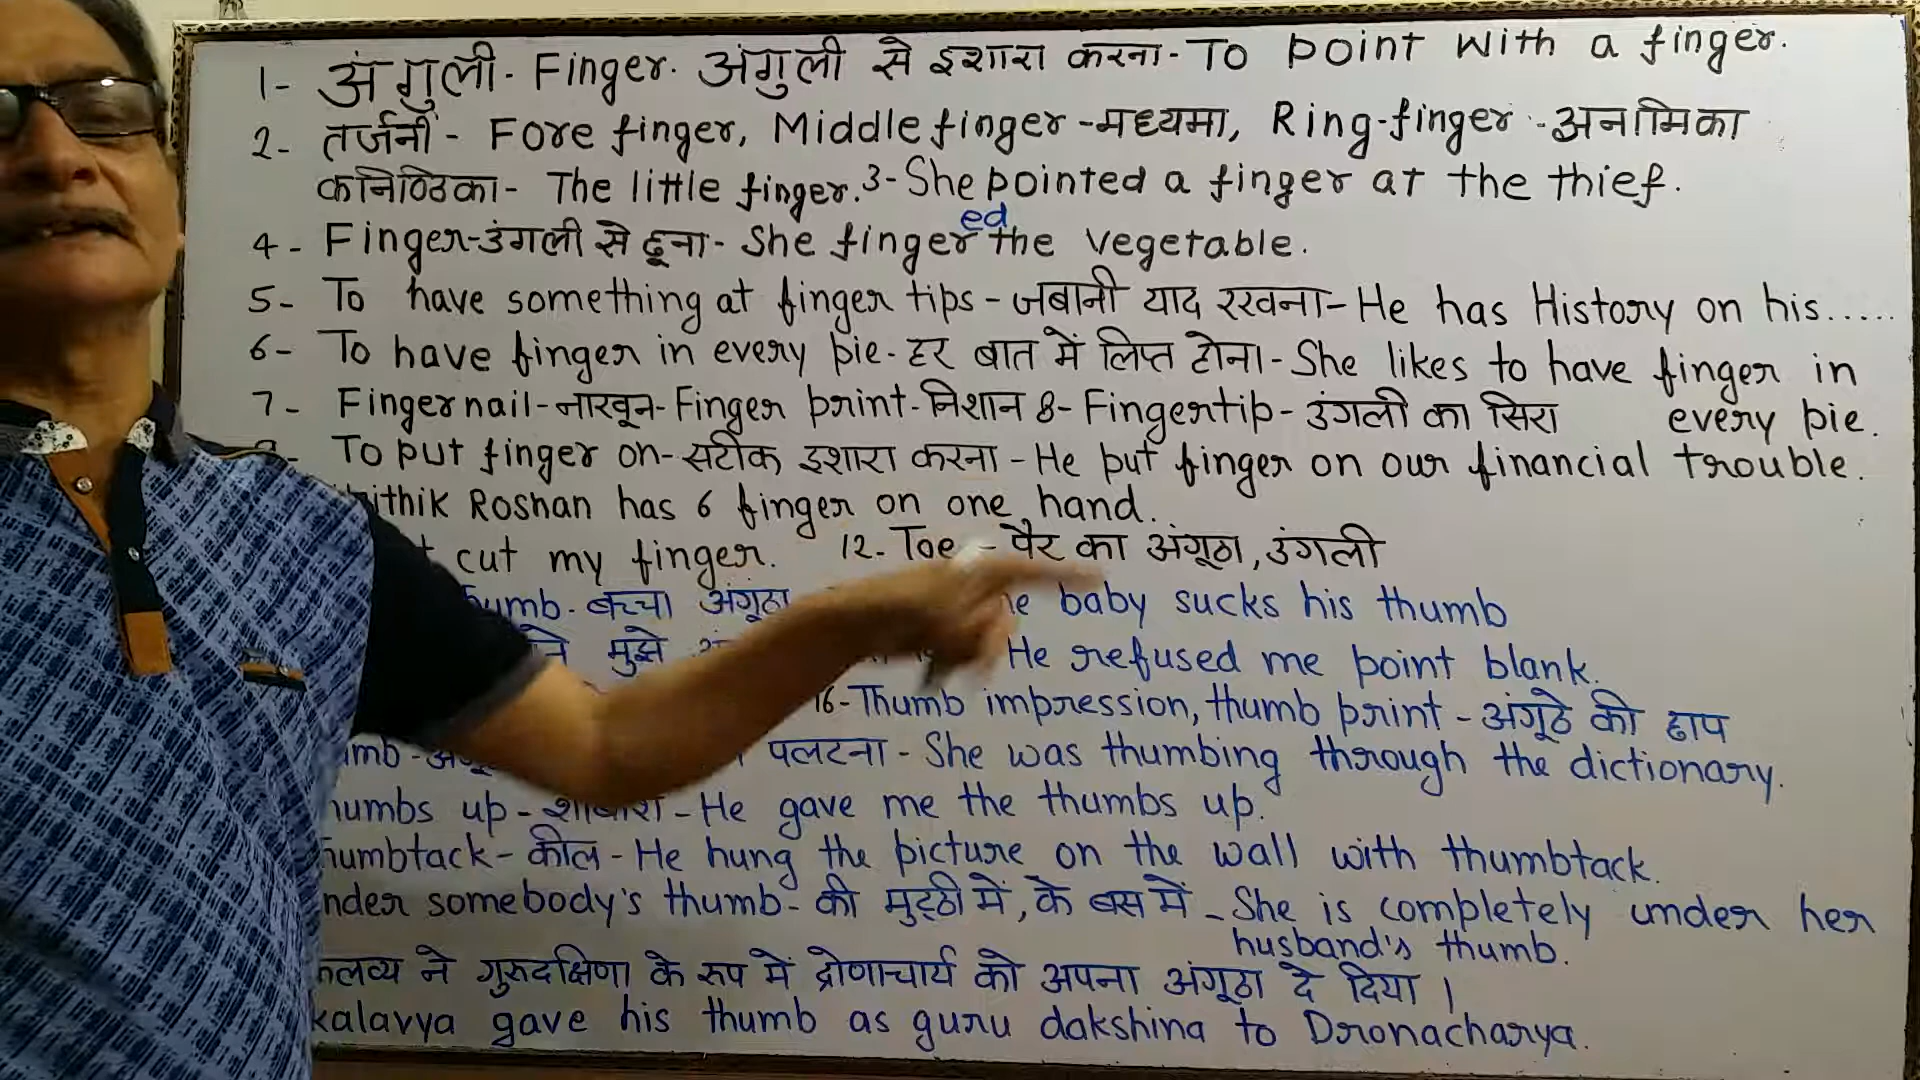 1- अंगुली- Finger. अंगुली से इशारा करना- To point with a finger.
2- तर्जनी - Fore finger, Middle finger -मध्यमा, Ring-finger -अनामिका
कनिष्ठिका- The little finger. 3- She pointed a finger at the thief.
4- Finger-उंगली से छूना- She fingered the vegetable.
5- To have something at finger tips - जबानी याद रखना- He has History on his.....
6- To have finger in every pie- हर बात में लिप्त होना- She likes to have finger in
7- Finger nail-नाखून- Finger print-निशान 8- Fingertip- उंगली का सिरा every pie.
To put finger on- सटीक इशारा करना - He put finger on our financial trouble.
Roshan has 6 finger on one hand.
cut my finger. 12- Toe - पैर का अंगूठा, उंगली
बच्चा अंगूठा baby sucks his thumb
मुझे He refused me point blank.
16- Thumb impression, thumb print - अंगूठे की छाप
पलटना - She was thumbing through the dictionary.
up - शाबाश - He gave me the thumbs up.
कील - He hung the picture on the wall with thumbtack.
somebody's thumb- की मुट्ठी में, के बस में - She is completely under her
husband's thumb.
ने गुरुदक्षिणा के रूप में द्रोणाचार्य को अपना अंगूठा दे दिया ।
gave his thumb as guru dakshina to Dronacharya.